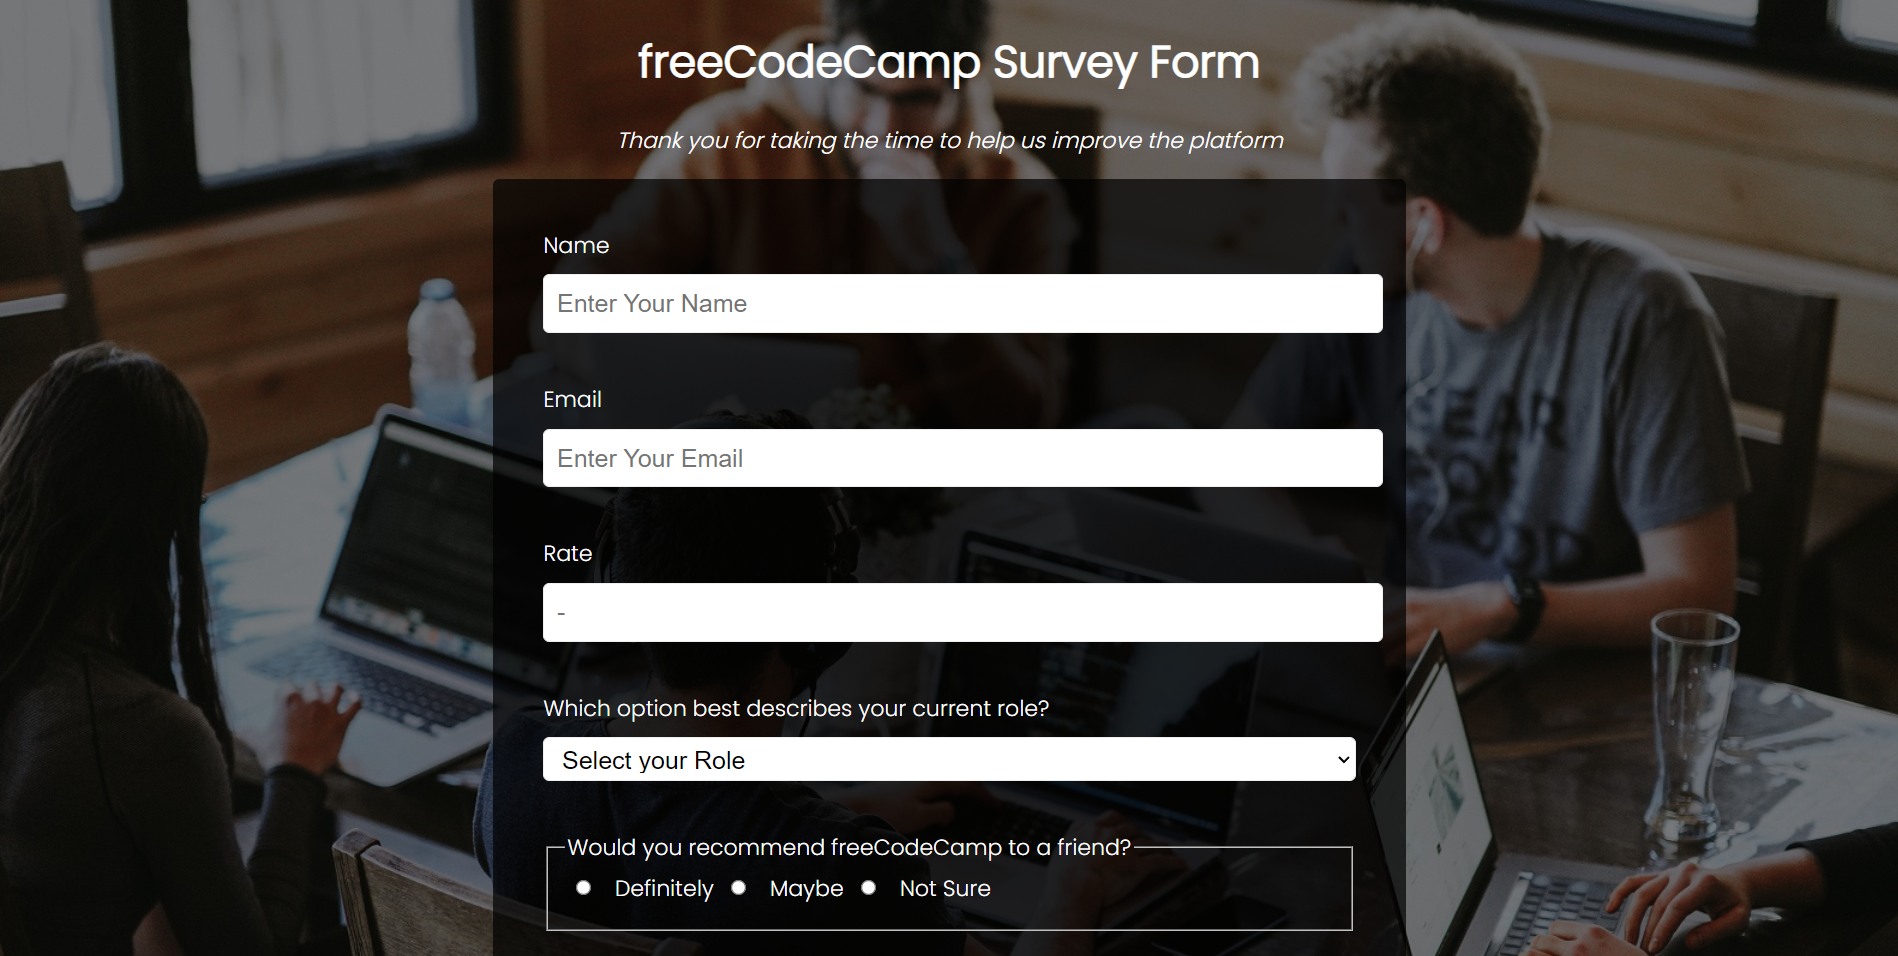 freeCodeCamp Survey Form
Thank you for taking the time to help us improve the platform
Name
Enter Your Name
Email
Enter Your Email
Rate
-
Which option best describes your current role?
Select your Role
Would you recommend freeCodeCamp to a friend?
Definitely Maybe Not Sure